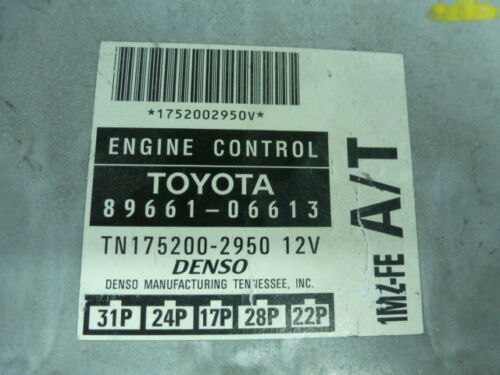 *1752002950V*
ENGINE CONTROL
TOYOTA
89661-06613
TN175200-2950 12V
DENSO
DENSO MANUFACTURING TENNESSEE, INC.
31P 24P 17P 28P 22P
1MZ-FE A/T